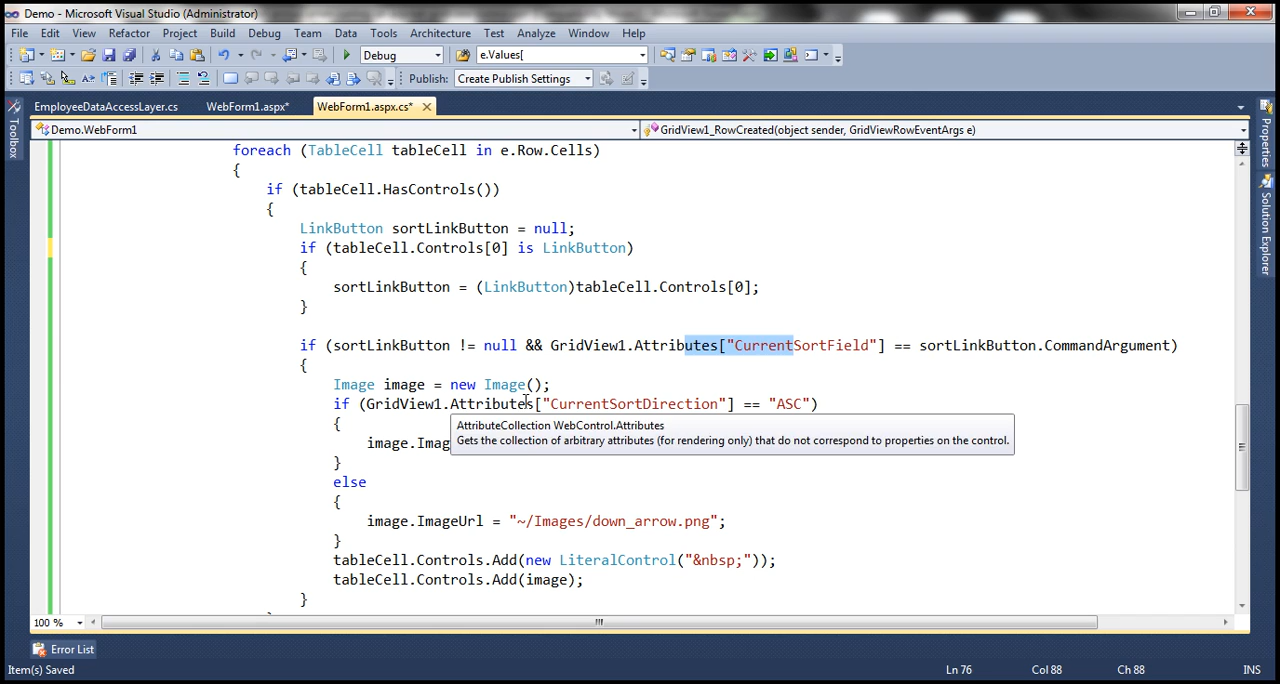 Demo - Microsoft Visual Studio (Administrator)
File Edit View Refactor Project Build Debug Team Data Tools Architecture Test Analyze Window Help
Debug e.Values[
Publish: Create Publish Settings
EmployeeDataAccessLayer.cs WebForm1.aspx* WebForm1.aspx.cs*
Toolbox
Demo.WebForm1 GridView1_RowCreated(object sender, GridViewRowEventArgs e)
Properties
Solution Explorer
foreach (TableCell tableCell in e.Row.Cells)
{
if (tableCell.HasControls())
{
LinkButton sortLinkButton = null;
if (tableCell.Controls[0] is LinkButton)
{
sortLinkButton = (LinkButton)tableCell.Controls[0];
}
if (sortLinkButton != null && GridView1.Attributes["CurrentSortField"] == sortLinkButton.CommandArgument)
{
Image image = new Image();
if (GridView1.Attributes["CurrentSortDirection"] == "ASC")
{
AttributeCollection WebControl.Attributes
Gets the collection of arbitrary attributes (for rendering only) that do not correspond to properties on the control.
image.Imag
}
else
{
image.ImageUrl = "~/Images/down_arrow.png";
}
tableCell.Controls.Add(new LiteralControl("&nbsp;"));
tableCell.Controls.Add(image);
}
100 %
Error List
Item(s) Saved Ln 76 Col 88 Ch 88 INS